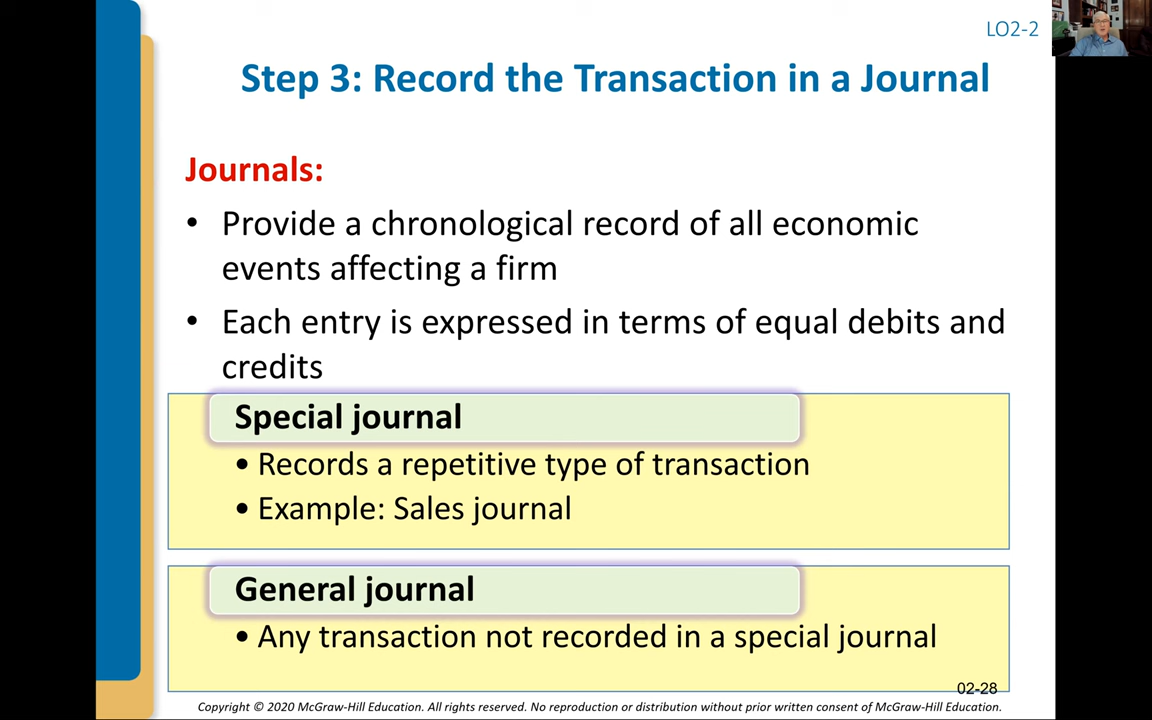 LO2-2
Step 3: Record the Transaction in a Journal
Journals:
• Provide a chronological record of all economic
events affecting a firm
• Each entry is expressed in terms of equal debits and
credits
Special journal
• Records a repetitive type of transaction
• Example: Sales journal
General journal
• Any transaction not recorded in a special journal
02-28
Copyright © 2020 McGraw-Hill Education. All rights reserved. No reproduction or distribution without prior written consent of McGraw-Hill Education.